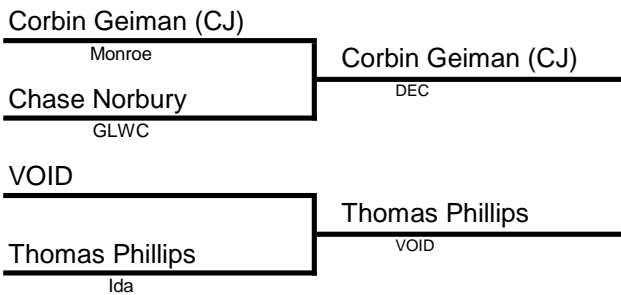 Corbin Geiman (CJ)
Monroe
Corbin Geiman (CJ)
DEC
Chase Norbury
GLWC
VOID
Thomas Phillips
VOID
Thomas Phillips
Ida